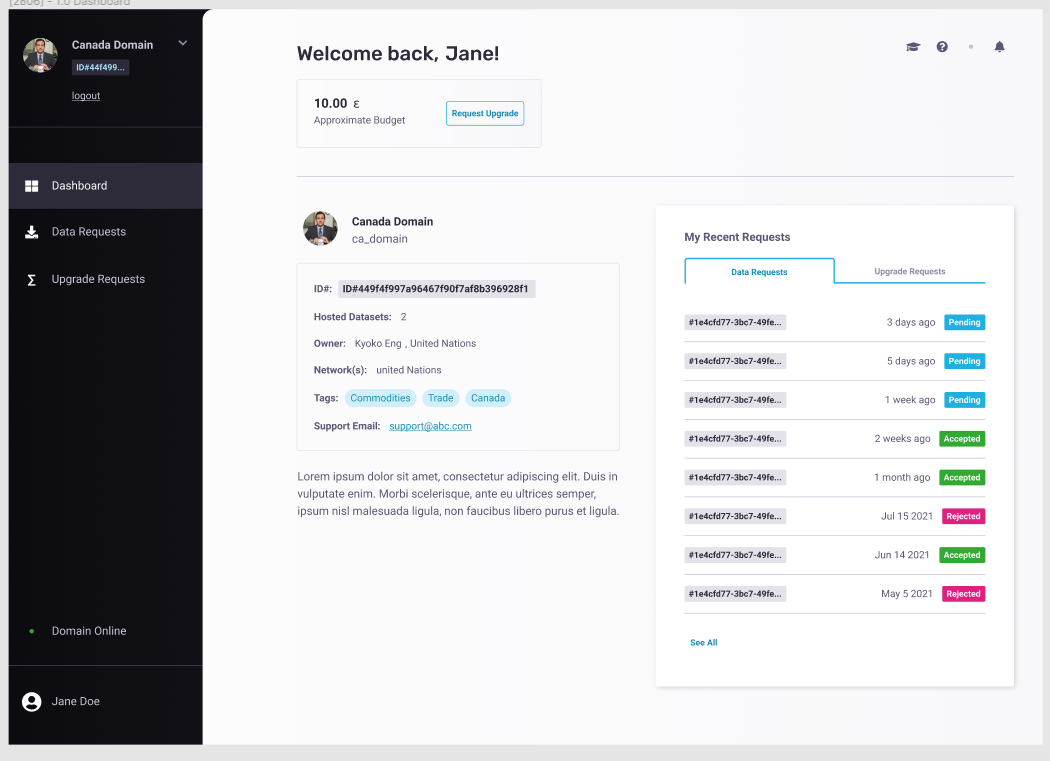 [2806] - 1.0 Dashboard
Canada Domain
ID#44f499...
logout
Dashboard
Data Requests
Σ Upgrade Requests
Domain Online
Jane Doe
Welcome back, Jane!
10.00 ε
Approximate Budget
Request Upgrade
Canada Domain
ca_domain
ID#: ID#449f4f997a96467f90f7af8b396928f1
Hosted Datasets: 2
Owner: Kyoko Eng , United Nations
Network(s): united Nations
Tags: Commodities Trade Canada
Support Email: support@abc.com
Lorem ipsum dolor sit amet, consectetur adipiscing elit. Duis in
vulputate enim. Morbi scelerisque, ante eu ultrices semper,
ipsum nisl malesuada ligula, non faucibus libero purus et ligula.
My Recent Requests
Data Requests Upgrade Requests
#1e4cfd77-3bc7-49fe... 3 days ago Pending
#1e4cfd77-3bc7-49fe... 5 days ago Pending
#1e4cfd77-3bc7-49fe... 1 week ago Pending
#1e4cfd77-3bc7-49fe... 2 weeks ago Accepted
#1e4cfd77-3bc7-49fe... 1 month ago Accepted
#1e4cfd77-3bc7-49fe... Jul 15 2021 Rejected
#1e4cfd77-3bc7-49fe... Jun 14 2021 Accepted
#1e4cfd77-3bc7-49fe... May 5 2021 Rejected
See All